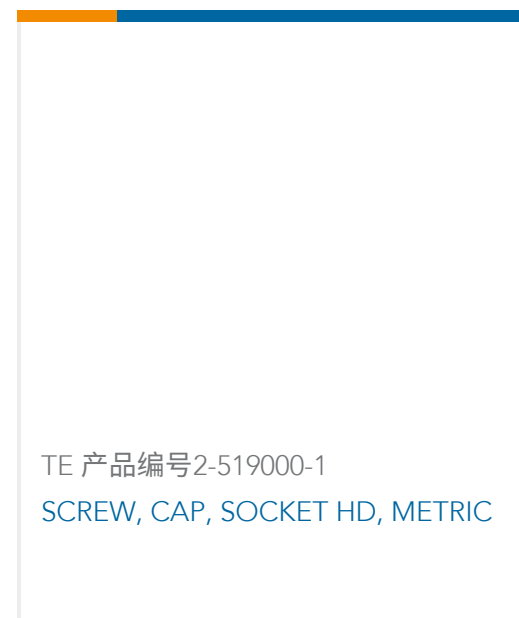 TE 产品编号2-519000-1
SCREW, CAP, SOCKET HD, METRIC